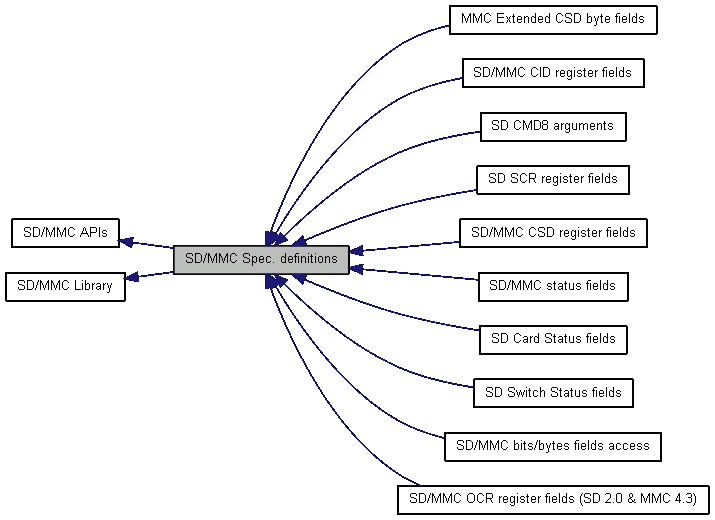 MMC Extended CSD byte fields
SD/MMC CID register fields
SD CMD8 arguments
SD SCR register fields
SD/MMC APIs
SD/MMC CSD register fields
SD/MMC Spec. definitions
SD/MMC Library
SD/MMC status fields
SD Card Status fields
SD Switch Status fields
SD/MMC bits/bytes fields access
SD/MMC OCR register fields (SD 2.0 & MMC 4.3)